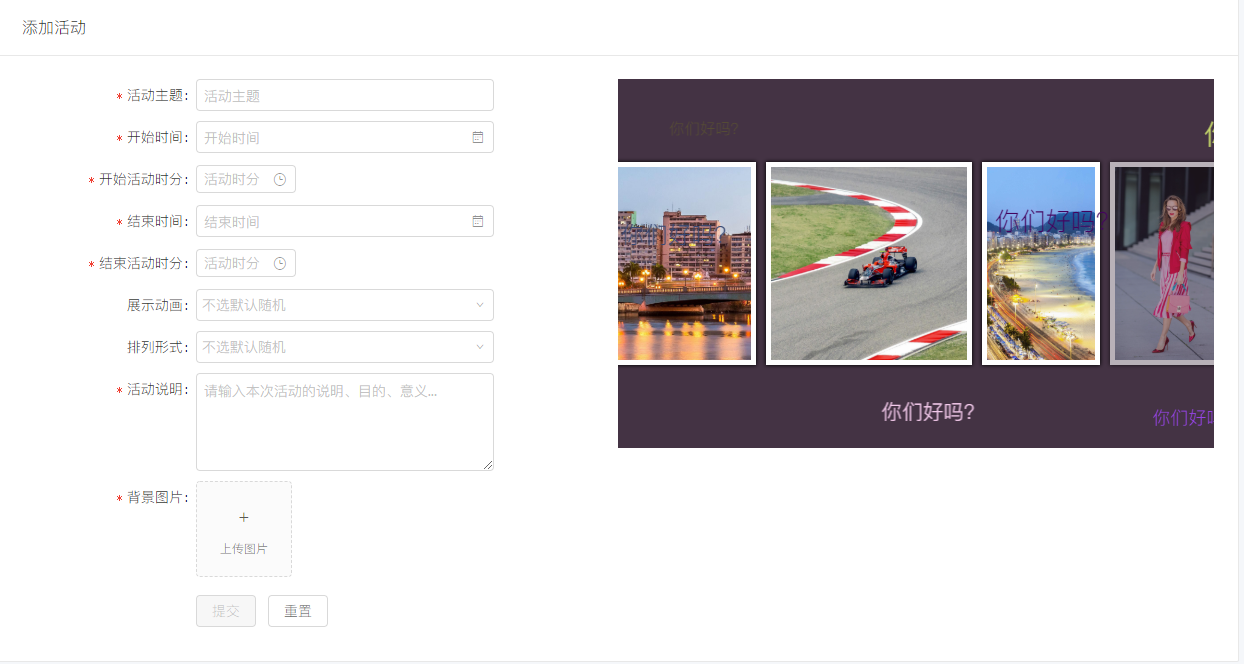 添加活动
* 活动主题:
活动主题
* 开始时间:
开始时间
* 开始活动时分:
活动时分
* 结束时间:
结束时间
* 结束活动时分:
活动时分
展示动画:
不选默认随机
排列形式:
不选默认随机
* 活动说明:
请输入本次活动的说明、目的、意义...
* 背景图片:
+
上传图片
提交 重置
你们好吗?
你们好吗?
你们好吗?
你们好